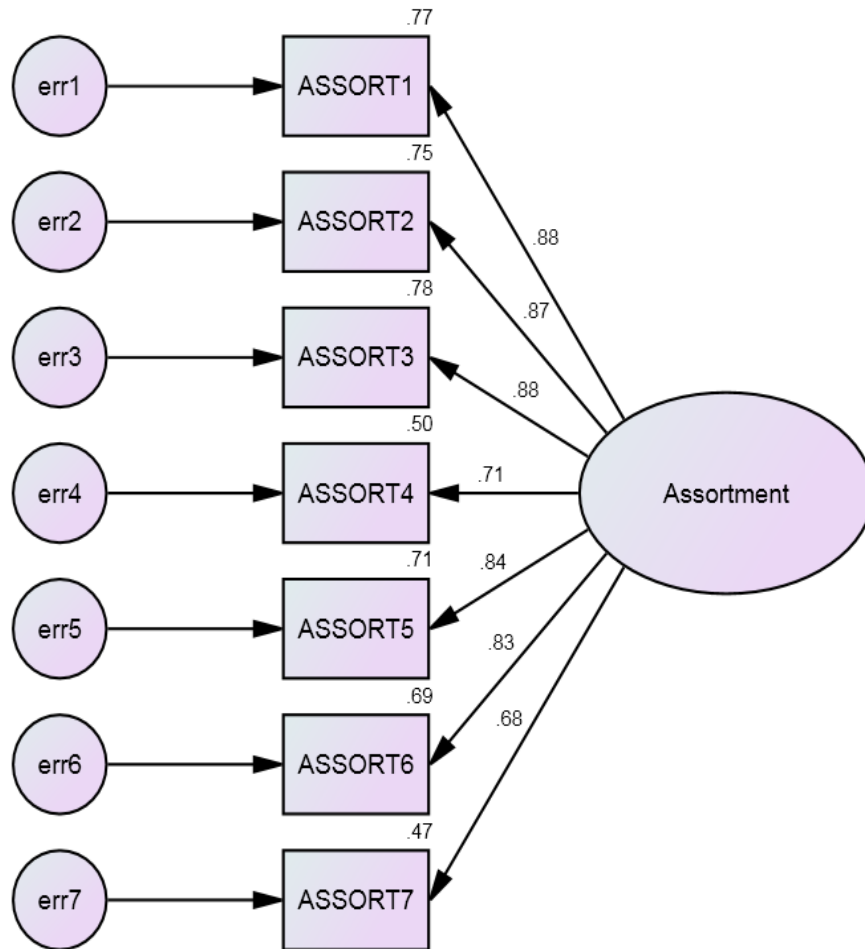 .77
err1
ASSORT1
.75
err2
ASSORT2
.88
.78
.87
err3
ASSORT3
.88
.50
err4
ASSORT4
.71
Assortment
.71
.84
err5
ASSORT5
.83
.69
.68
err6
ASSORT6
.47
err7
ASSORT7